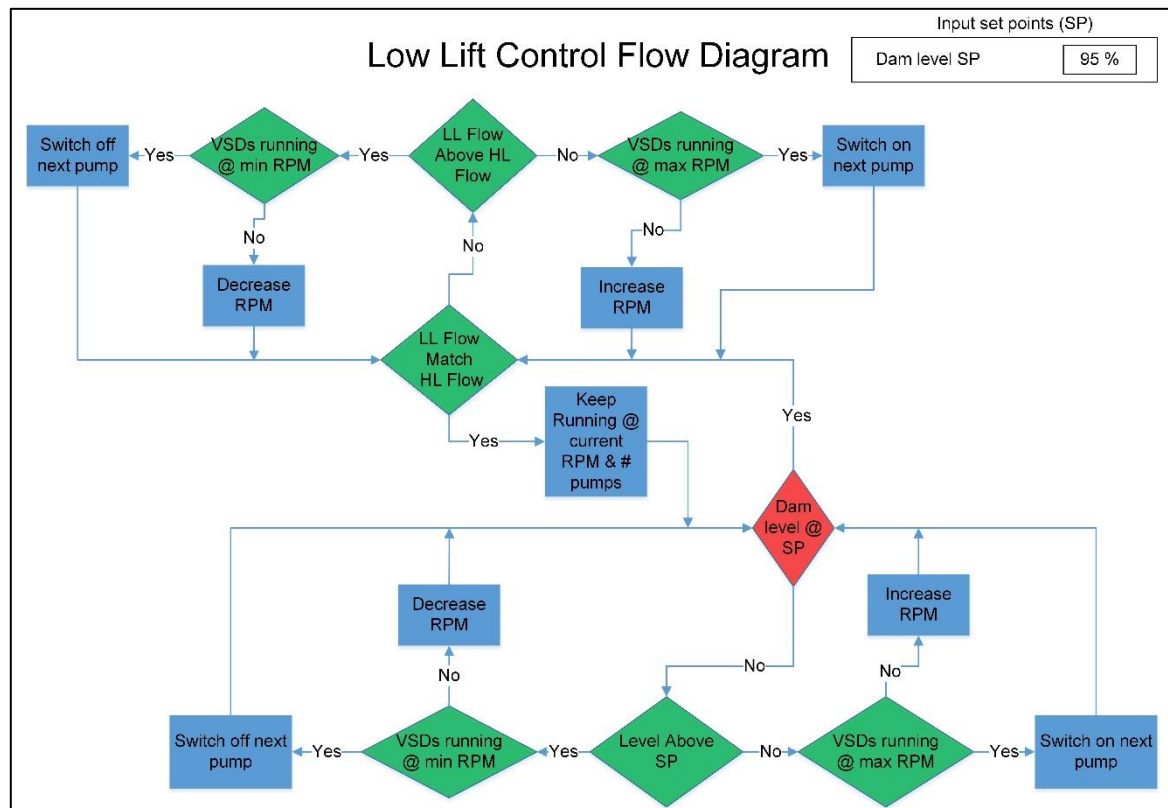 Input set points (SP)
Low Lift Control Flow Diagram
Dam level SP
95 %
Switch off
next pump
Yes
VSDs running
@ min RPM
Yes
LL Flow
Above HL
Flow
No
VSDs running
@ max RPM
Yes
Switch on
next pump
No
No
No
Decrease
RPM
Increase
RPM
LL Flow
Match
HL Flow
Yes
Keep
Running @
current
RPM & #
pumps
Yes
Dam
level @
SP
Decrease
RPM
Increase
RPM
No
No
No
Switch off next
pump
Yes
VSDs running
@ min RPM
Yes
Level Above
SP
No
VSDs running
@ max RPM
Yes
Switch on next
pump